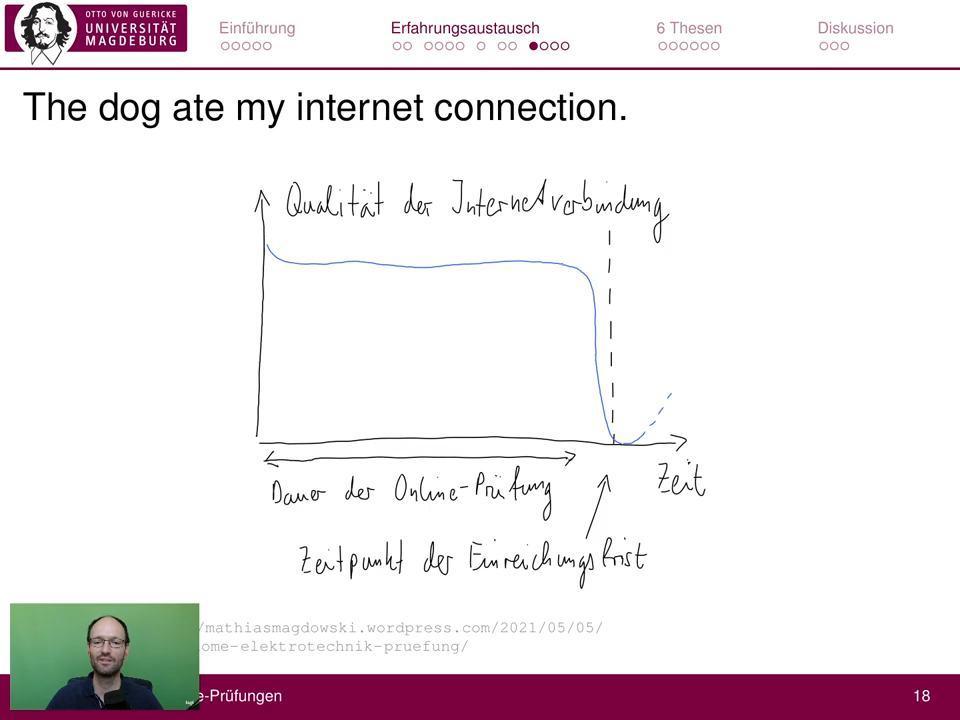 OTTO VON GUERICKE
UNIVERSITÄT
MAGDEBURG
Einführung
Erfahrungsaustausch
6 Thesen
Diskussion
The dog ate my internet connection.
Qualität der Internetverbindung
Dauer der Online-Prüfung
Zeit
Zeitpunkt der Einreichungsfrist
/mathiasmagdowski.wordpress.com/2021/05/05/
ome-elektrotechnik-pruefung/
e-Prüfungen
18